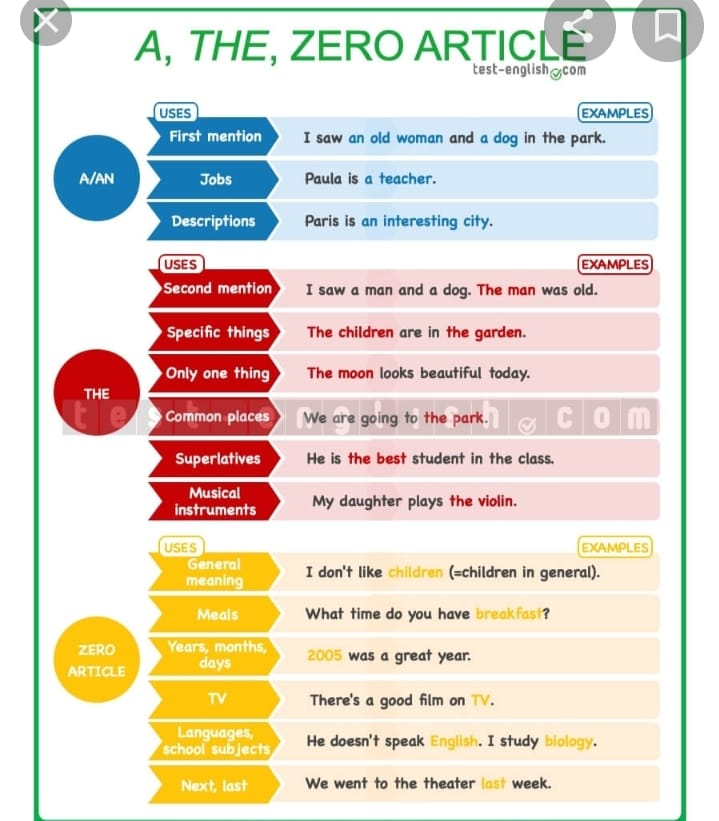 A, THE, ZERO ARTICLE
test-english com
USES EXAMPLES
A/AN
First mention I saw an old woman and a dog in the park.
Jobs Paula is a teacher.
Descriptions Paris is an interesting city.
USES EXAMPLES
THE
Second mention I saw a man and a dog. The man was old.
Specific things The children are in the garden.
Only one thing The moon looks beautiful today.
Common places We are going to the park.
test-english com
Superlatives He is the best student in the class.
Musical
instruments My daughter plays the violin.
USES EXAMPLES
ZERO
ARTICLE
General
meaning I don't like children (=children in general).
Meals What time do you have breakfast?
Years, months,
days 2005 was a great year.
TV There's a good film on TV.
Languages,
school subjects He doesn't speak English. I study biology.
Next, last We went to the theater last week.